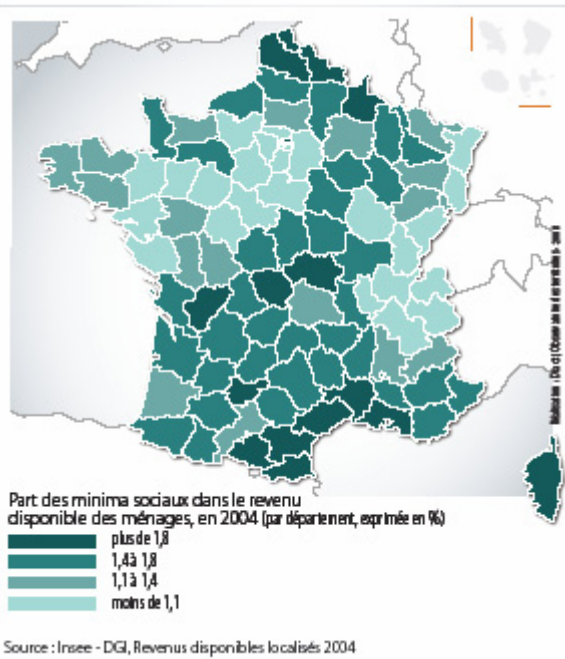 Part des minima sociaux dans le revenu
disponible des ménages, en 2004 (par département, exprimée en %)
plus de 1,8
1,4 à 1,8
1,1 à 1,4
moins de 1,1
Source : Insee - DGI, Revenus disponibles localisés 2004